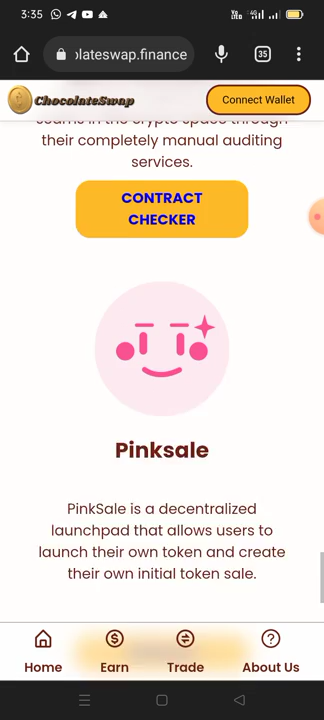 3:35
35
olateswap.finance
ChocolateSwap
Connect Wallet
scams in the crypto space through
their completely manual auditing
services.
CONTRACT
CHECKER
Pinksale
PinkSale is a decentralized
launchpad that allows users to
launch their own token and create
their own initial token sale.
Home
Earn
Trade
About Us